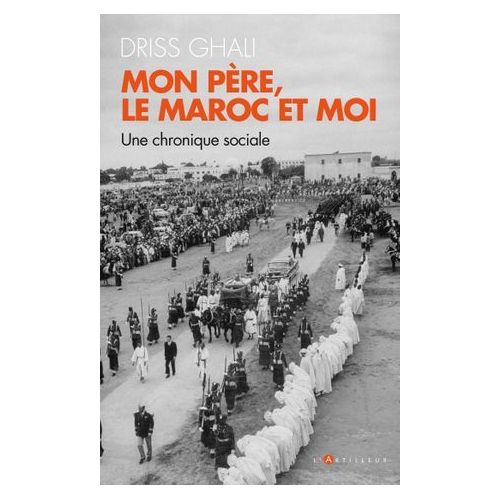 DRISS GHALI
MON PÈRE,
LE MAROC ET MOI
Une chronique sociale
L'ARTILLEUR